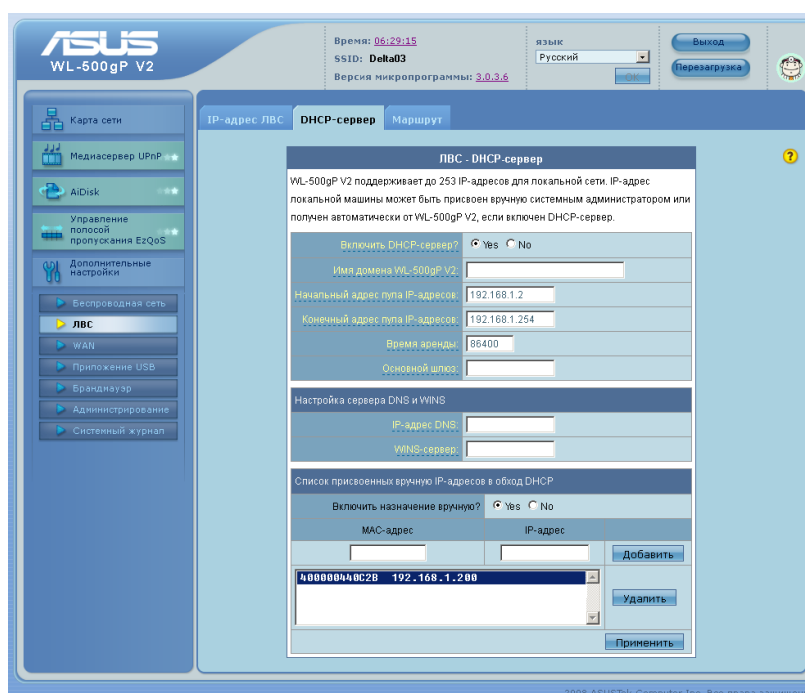 ASUS
WL-500gP V2
Время: 06:29:15
SSID: Delta03
Версия микропрограммы: 3.0.3.6
язык
Русский
OK
Выход
Перезагрузка
Карта сети
Медиасервер UPnP
AiDisk
Управление
полосой
пропускания EzQoS
Дополнительные
настройки
Беспроводная сеть
ЛВС
WAN
Приложение USB
Брандмауэр
Администрирование
Системный журнал
IP-адрес ЛВС DHCP-сервер Маршрут
ЛВС - DHCP-сервер
WL-500gP V2 поддерживает до 253 IP-адресов для локальной сети. IP-адрес
локальной машины может быть присвоен вручную системным администратором или
получен автоматически от WL-500gP V2, если включен DHCP-сервер.
Включить DHCP-сервер? Yes No
Имя домена WL-500gP V2:
Начальный адрес пула IP-адресов: 192.168.1.2
Конечный адрес пула IP-адресов: 192.168.1.254
Время аренды: 86400
Основной шлюз:
Настройка сервера DNS и WINS
IP-адрес DNS:
WINS-сервер:
Список присвоенных вручную IP-адресов в обход DHCP
Включить назначение вручную? Yes No
MAC-адрес IP-адрес
Добавить
400000440C2B 192.168.1.200
Удалить
Применить